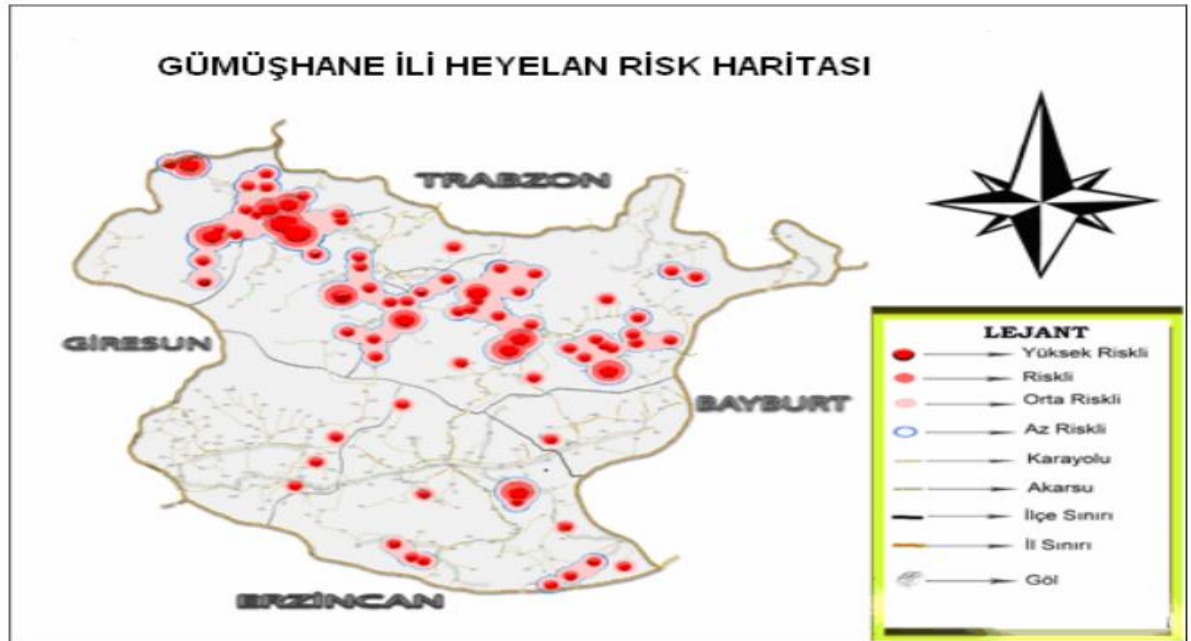 GÜMÜŞHANE İLİ HEYELAN RİSK HARİTASI
TRABZON
GİRESUN
BAYBURT
ERZİNCAN
LEJANT
Yüksek Riskli
Riskli
Orta Riskli
Az Riskli
Karayolu
Akarsu
İlçe Sınırı
İl Sınırı
Göl